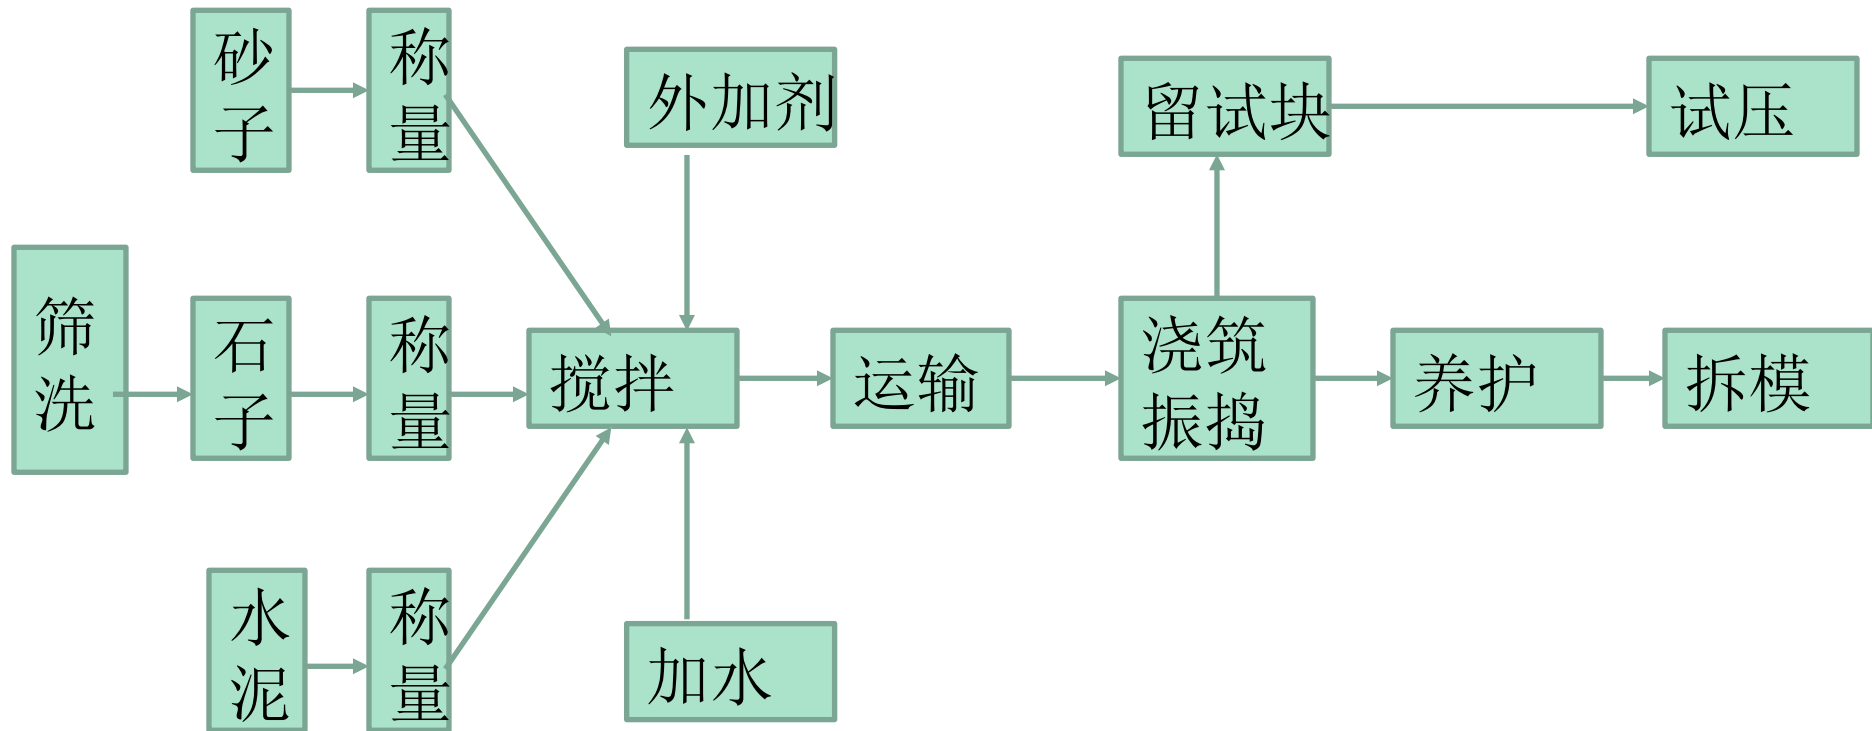 砂
子
称
量
外加剂
留试块
试压
筛
洗
石
子
称
量
搅拌
运输
浇筑
振捣
养护
拆模
水
泥
称
量
加水